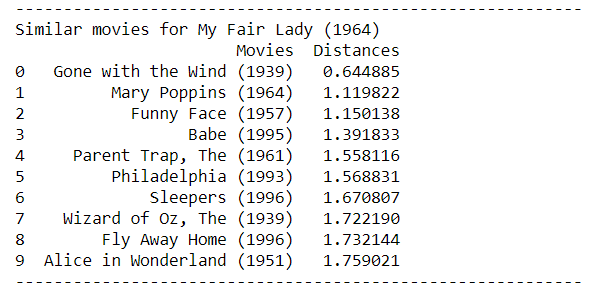 ------------------------------------------------------------
Similar movies for My Fair Lady (1964)
Movies Distances
0 Gone with the Wind (1939) 0.644885
1 Mary Poppins (1964) 1.119822
2 Funny Face (1957) 1.150138
3 Babe (1995) 1.391833
4 Parent Trap, The (1961) 1.558116
5 Philadelphia (1993) 1.568831
6 Sleepers (1996) 1.670807
7 Wizard of Oz, The (1939) 1.722190
8 Fly Away Home (1996) 1.732144
9 Alice in Wonderland (1951) 1.759021
------------------------------------------------------------